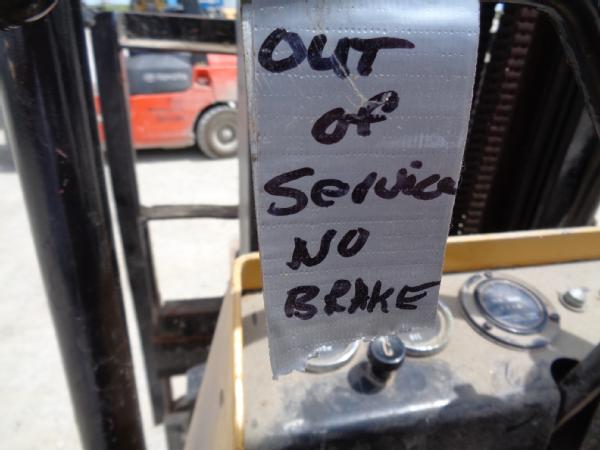 OUT
of
Service
NO
BRAKE